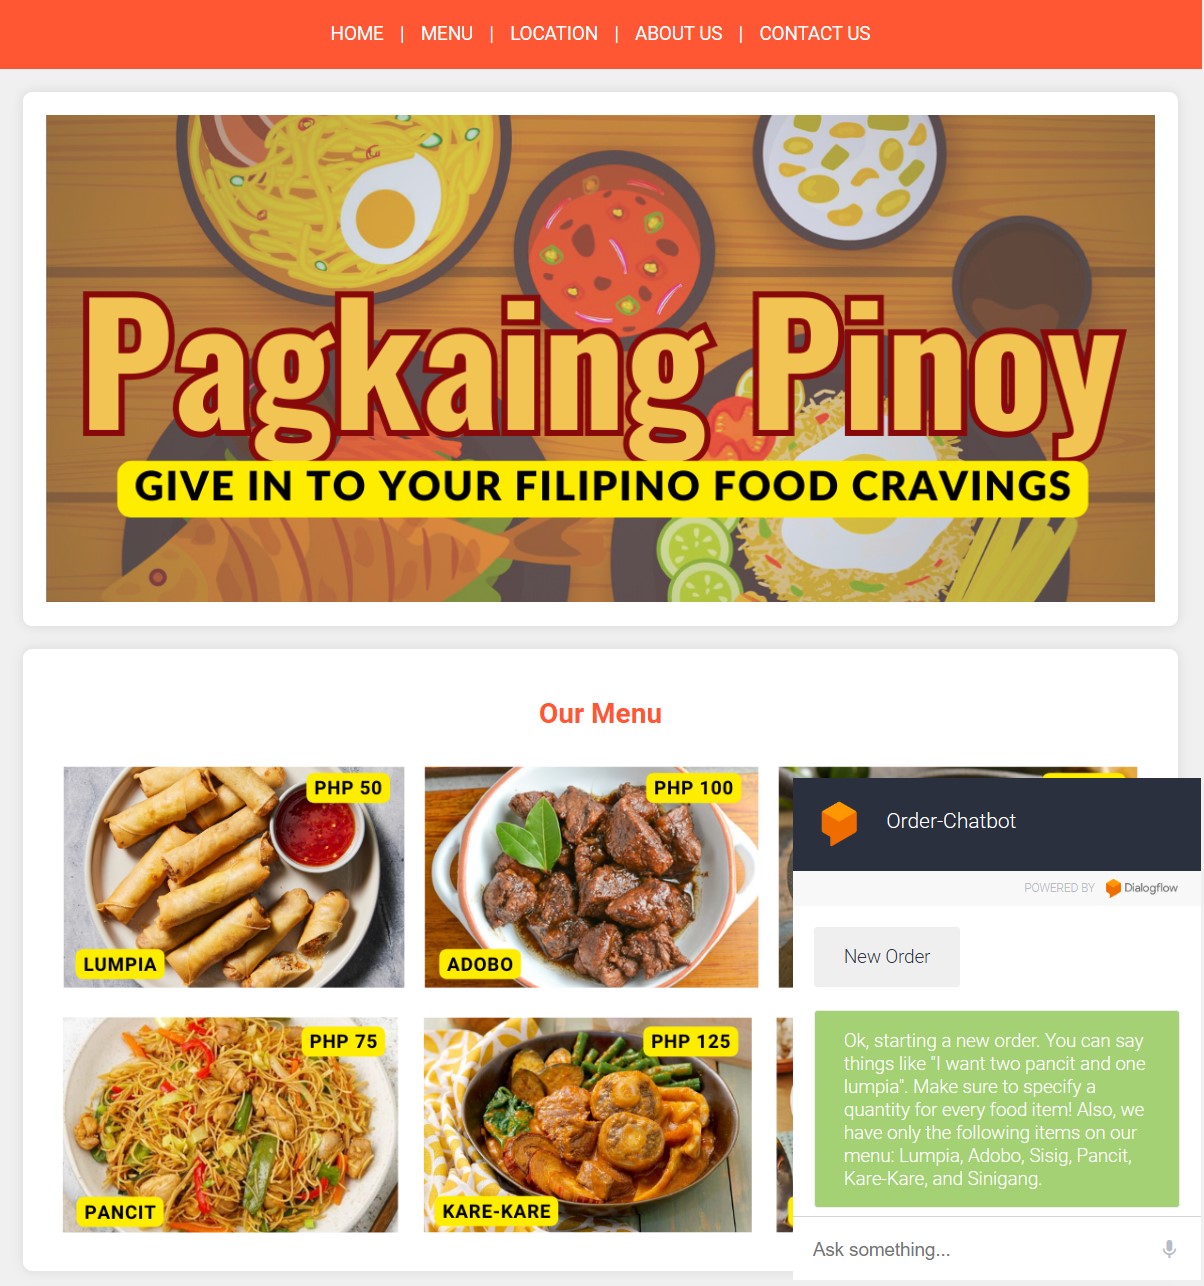 HOME | MENU | LOCATION | ABOUT US | CONTACT US
Pagkaing Pinoy
GIVE IN TO YOUR FILIPINO FOOD CRAVINGS
Our Menu
PHP 50
LUMPIA
PHP 100
ADOBO
PHP 75
PANCIT
PHP 125
KARE-KARE
Order-Chatbot
POWERED BY Dialogflow
New Order
Ok, starting a new order. You can say
things like "I want two pancit and one
lumpia". Make sure to specify a
quantity for every food item! Also, we
have only the following items on our
menu: Lumpia, Adobo, Sisig, Pancit,
Kare-Kare, and Sinigang.
Ask something...